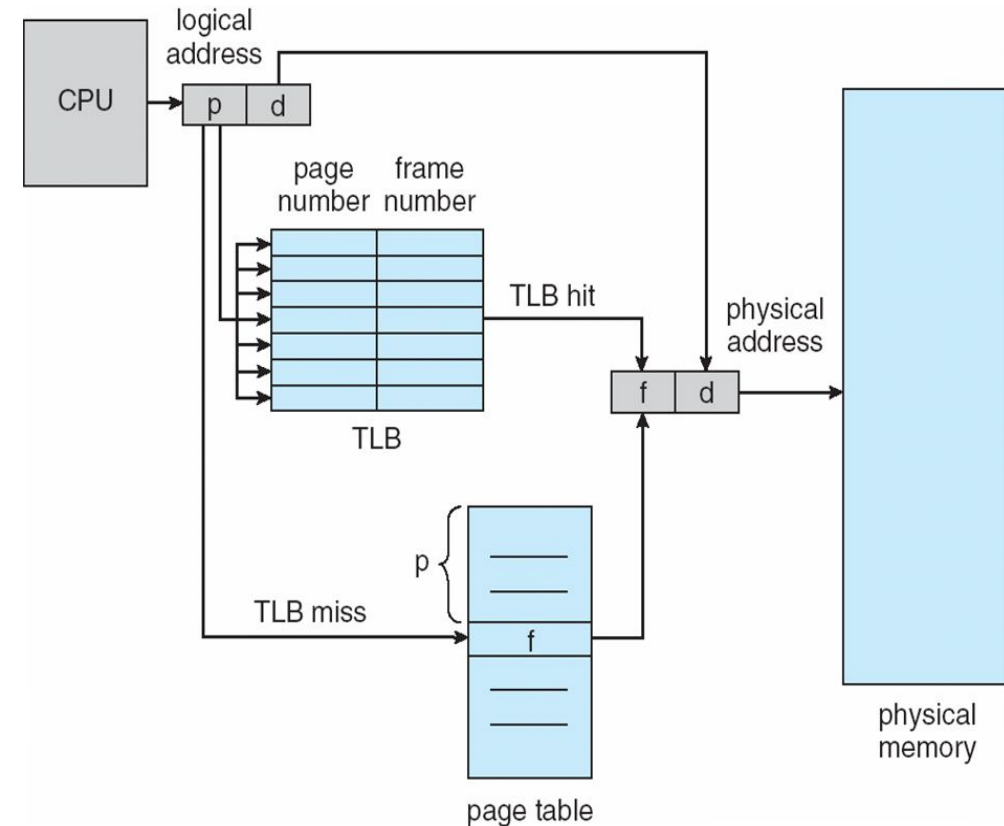 logical
address
CPU
p
d
page
number
frame
number
TLB hit
physical
address
f
d
TLB
p
TLB miss
f
physical
memory
page table